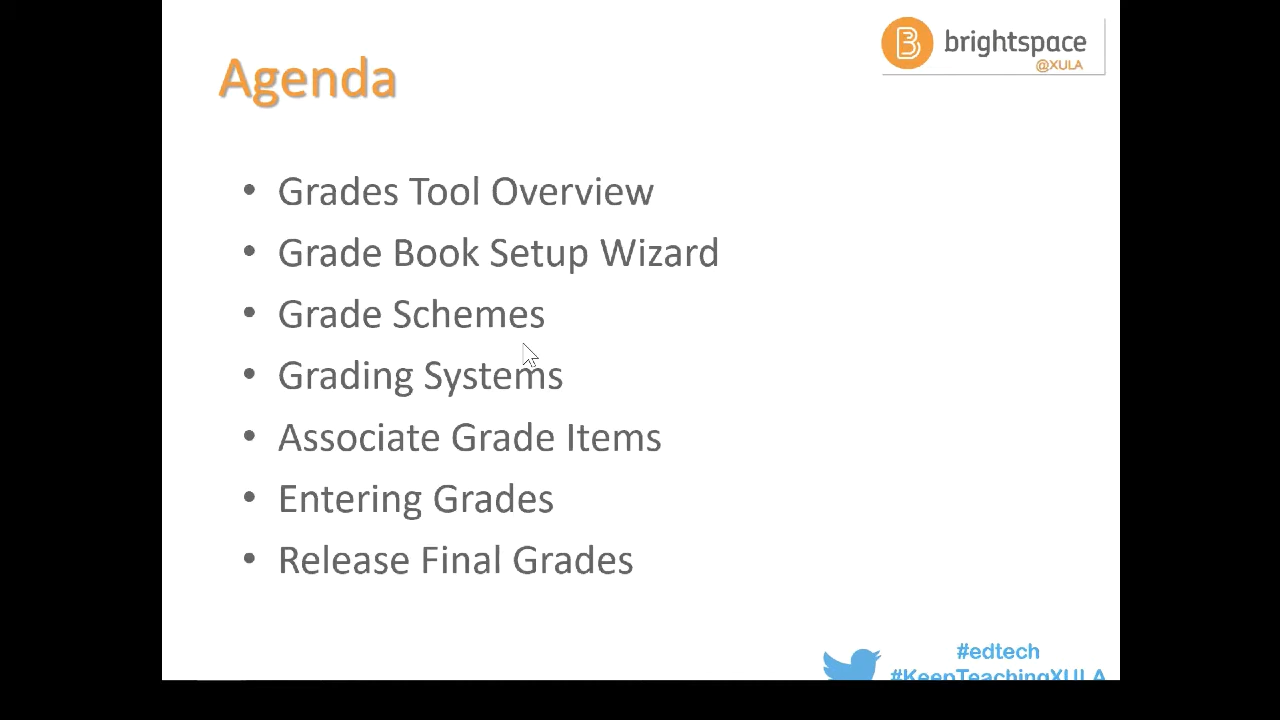 Agenda
brightspace
@XULA
• Grades Tool Overview
• Grade Book Setup Wizard
• Grade Schemes
• Grading Systems
• Associate Grade Items
• Entering Grades
• Release Final Grades
#edtech
#KeepTeachingXULA